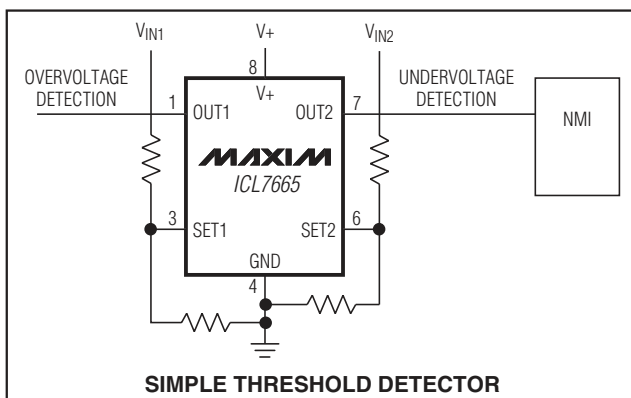 V_IN1 V+ V_IN2
OVERVOLTAGE DETECTION
8
V+
UNDERVOLTAGE DETECTION
1 OUT1 OUT2 7
NMI
MAXIM
ICL7665
3 SET1 SET2 6
GND
4
SIMPLE THRESHOLD DETECTOR